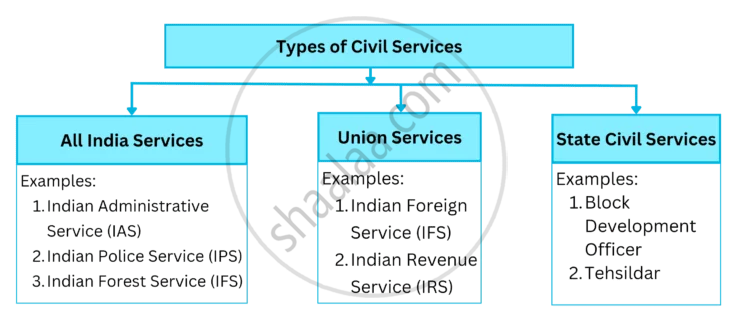 Types of Civil Services
All India Services
Examples:
1. Indian Administrative
Service (IAS)
2. Indian Police Service (IPS)
3. Indian Forest Service (IFS)
Union Services
Examples:
1. Indian Foreign
Service (IFS)
2. Indian Revenue
Service (IRS)
State Civil Services
Examples:
1. Block
Development
Officer
2. Tehsildar
shaalaa.com